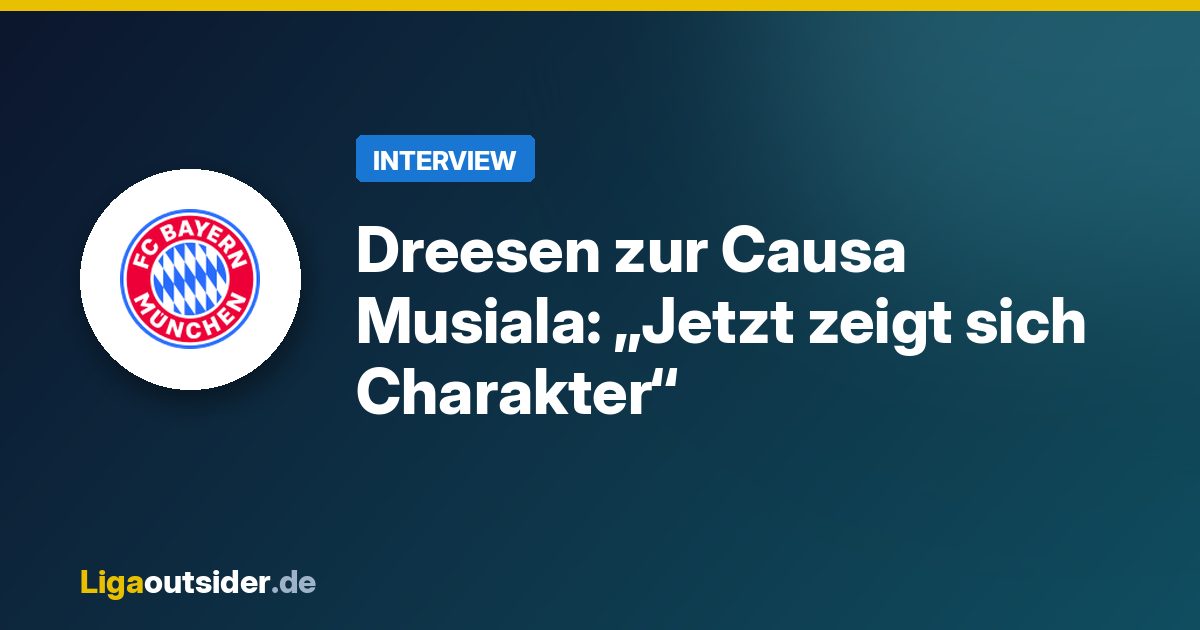 FC BAYERN
MÜNCHEN
INTERVIEW
Dreesen zur Causa
Musiala: „Jetzt zeigt sich
Charakter“
Ligaoutsider.de